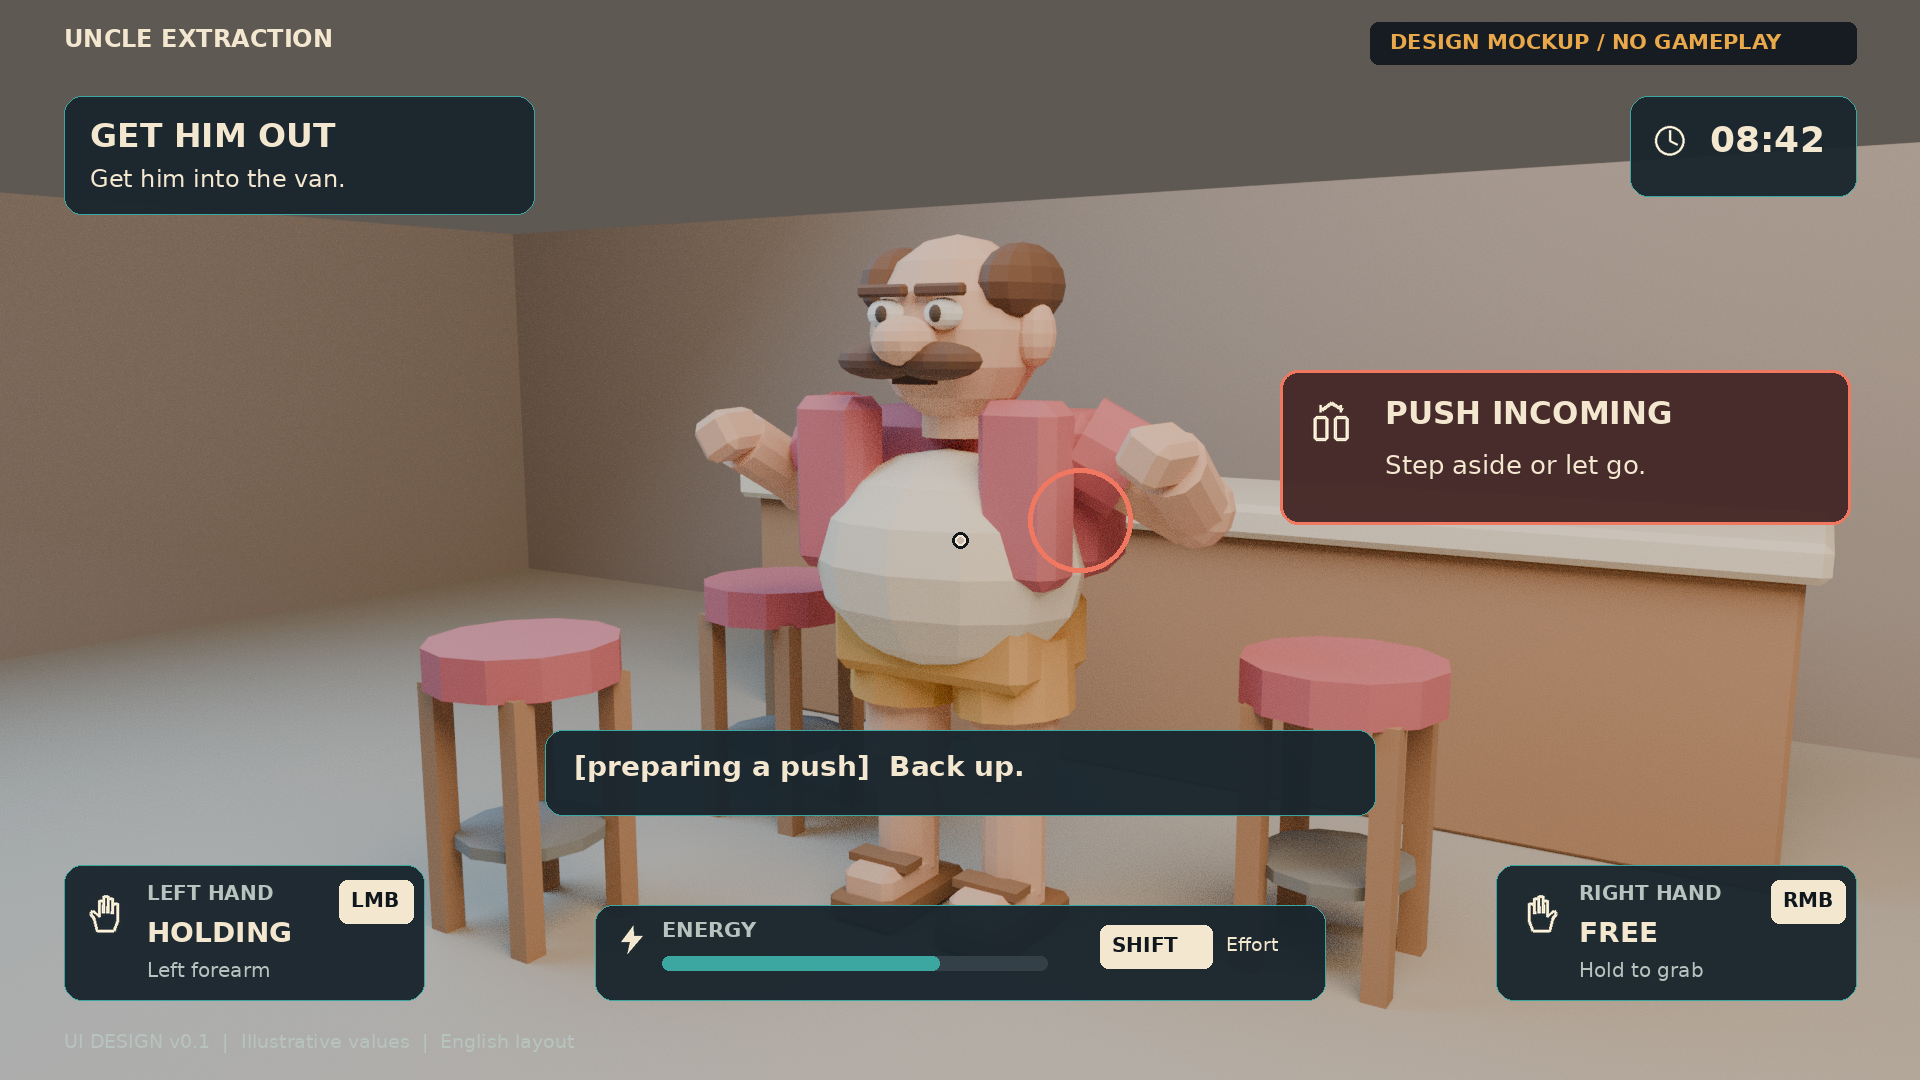 UNCLE EXTRACTION
DESIGN MOCKUP / NO GAMEPLAY
GET HIM OUT
Get him into the van.
08:42
PUSH INCOMING
Step aside or let go.
[preparing a push]  Back up.
LEFT HAND
LMB
HOLDING
Left forearm
ENERGY
SHIFT
Effort
RIGHT HAND
RMB
FREE
Hold to grab
UI DESIGN v0.1  |  Illustrative values  |  English layout